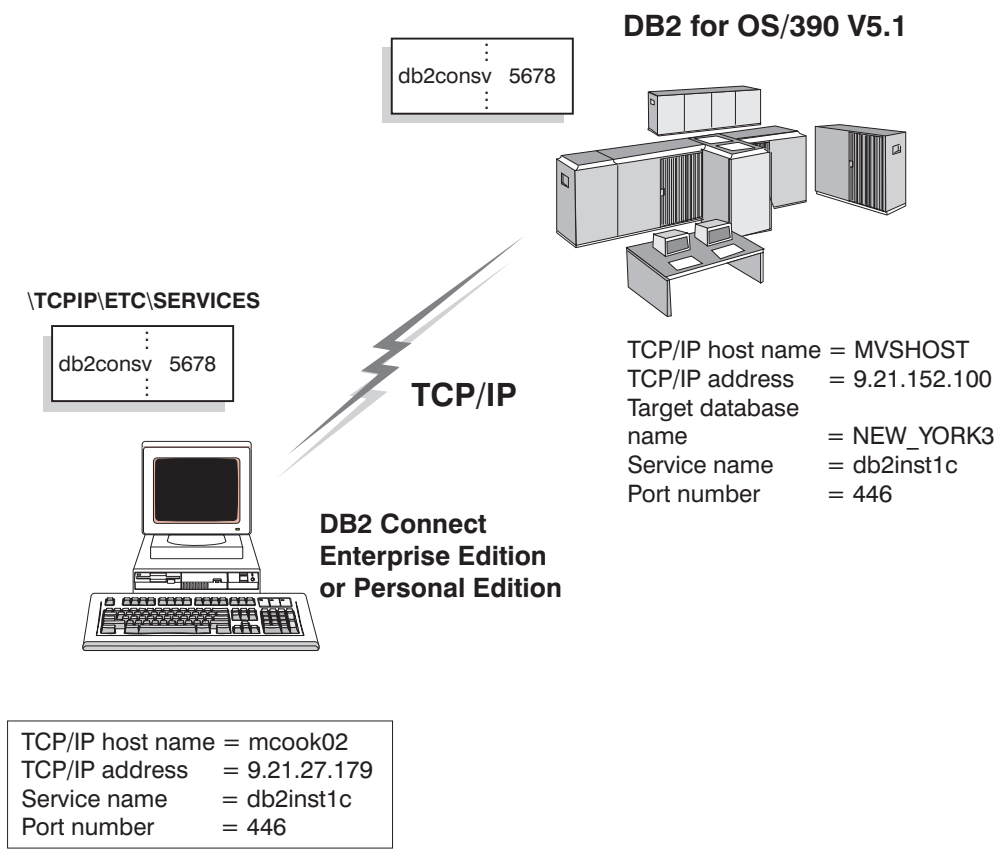 DB2 for OS/390 V5.1
db2consv 5678
\TCPIP\ETC\SERVICES
db2consv 5678
TCP/IP
TCP/IP host name = MVSHOST
TCP/IP address = 9.21.152.100
Target database
name = NEW_YORK3
Service name = db2inst1c
Port number = 446
DB2 Connect
Enterprise Edition
or Personal Edition
TCP/IP host name = mcook02
TCP/IP address = 9.21.27.179
Service name = db2inst1c
Port number = 446